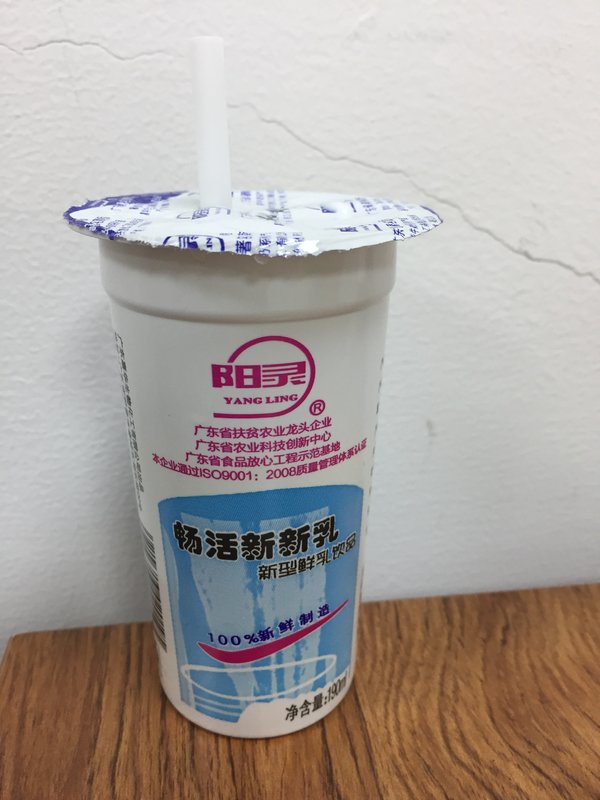 阳灵
YANG LING
®
广东省扶贫农业龙头企业
广东省农业科技创新中心
广东省食品放心工程示范基地
本企业通过ISO9001：2008质量管理体系认证
畅活新新乳
新西鲜乳饮品
100%新鲜制造
净含量:190ml